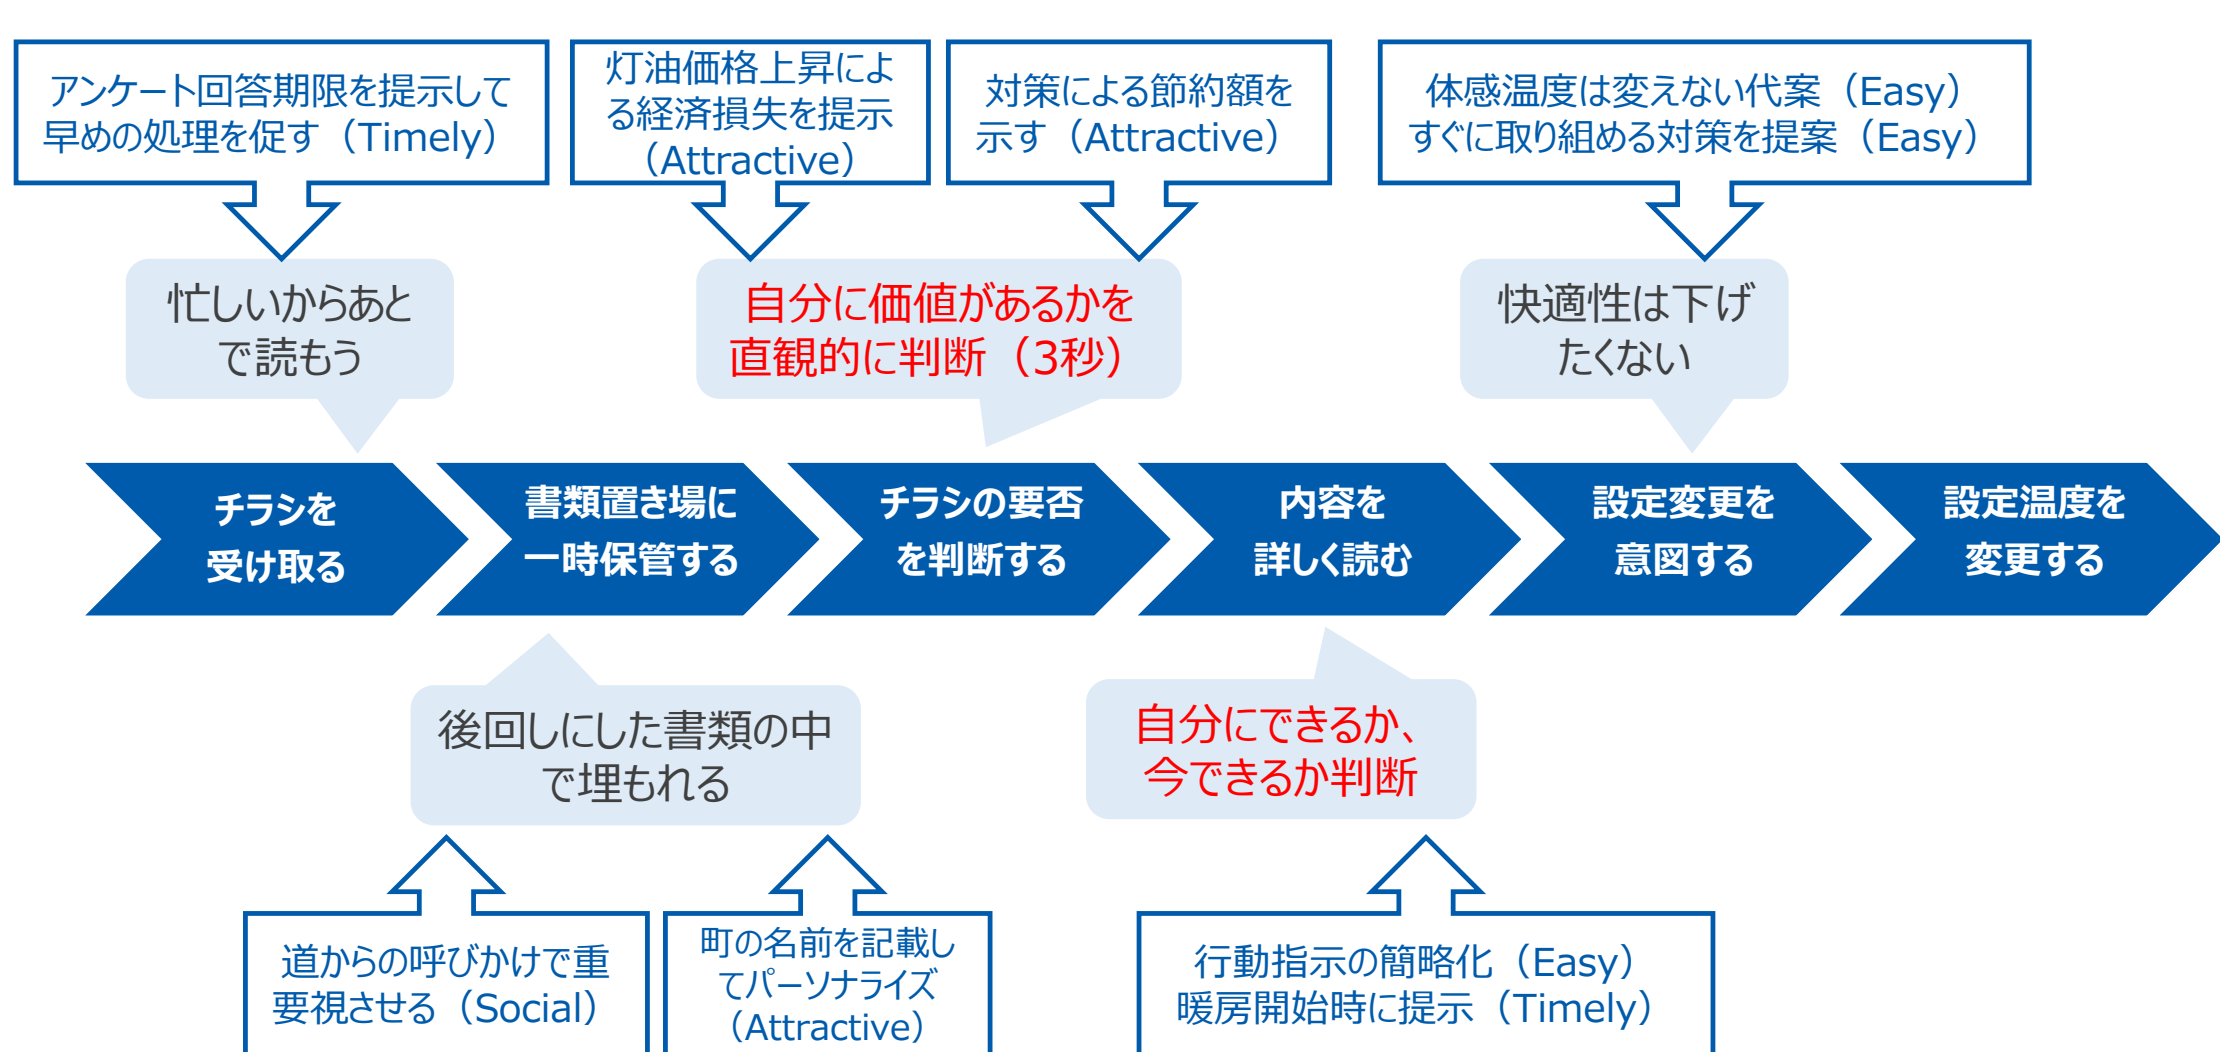 アンケート回答期限を提示して
早めの処理を促す（Timely）
灯油価格上昇によ
る経済損失を提示
（Attractive）
対策による節約額を
示す（Attractive）
体感温度は変えない代案（Easy）
すぐに取り組める対策を提案（Easy）
忙しいからあと
で読もう
自分に価値があるかを
直観的に判断（3秒）
快適性は下げ
たくない
チラシを
受け取る
書類置き場に
一時保管する
チラシの要否
を判断する
内容を
詳しく読む
設定変更を
意図する
設定温度を
変更する
後回しにした書類の中
で埋もれる
自分にできるか、
今できるか判断
道からの呼びかけで重
要視させる（Social）
町の名前を記載し
てパーソナライズ
（Attractive）
行動指示の簡略化（Easy）
暖房開始時に提示（Timely）